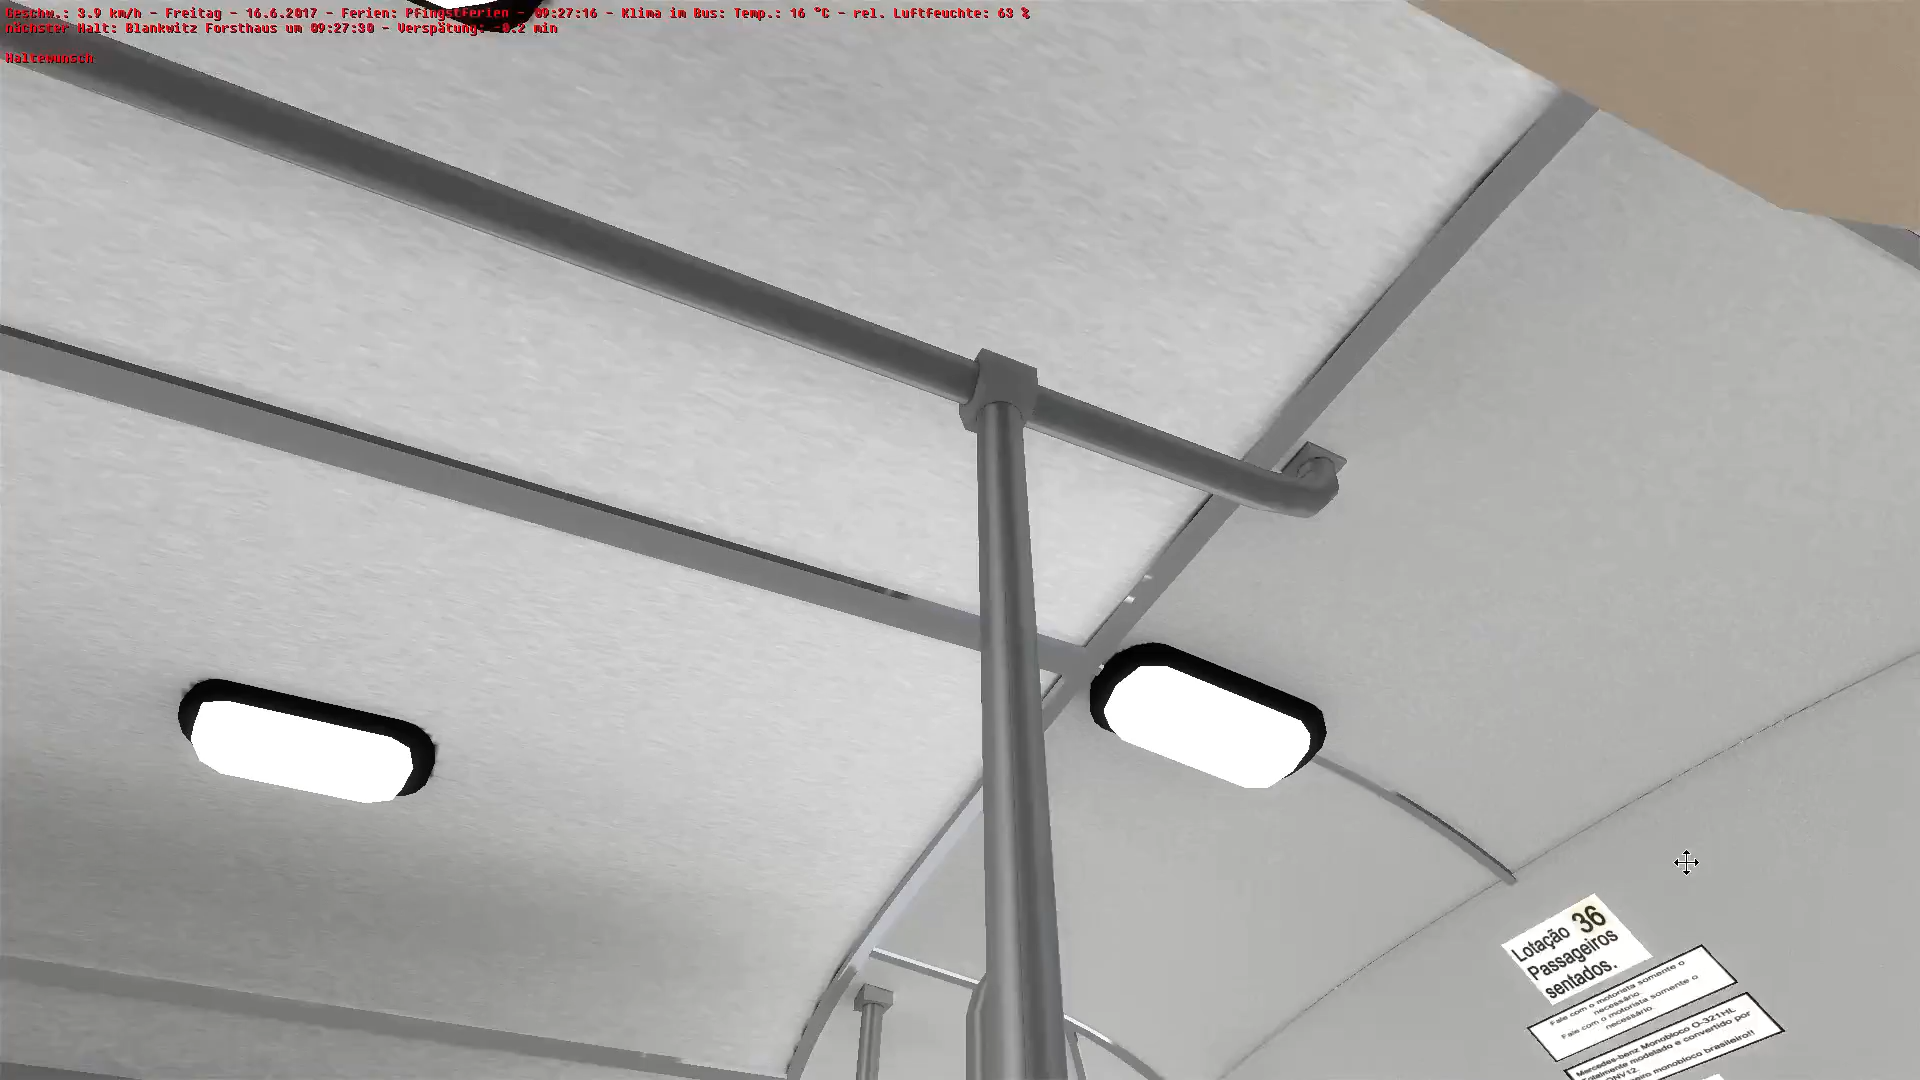 Geschw.: 3.9 km/h - Freitag - 16.6.2017 - Ferien: Pfingstferien - 09:27:16 - Klima im Bus: Temp.: 16 °C - rel. Luftfeuchte: 63 %
nächster Halt: Blankwitz Forsthaus um 09:27:30 - Verspätung: -0.2 min
Haltewunsch
Lotação 36
Passageiros
sentados.
Fale com o motorista somente o
necessário.
Fale com o motorista somente o
necessário.
Mercedes-benz Monobloco O-321HL
Totalmente modelado e convertido por
monobloco brasileiro!!